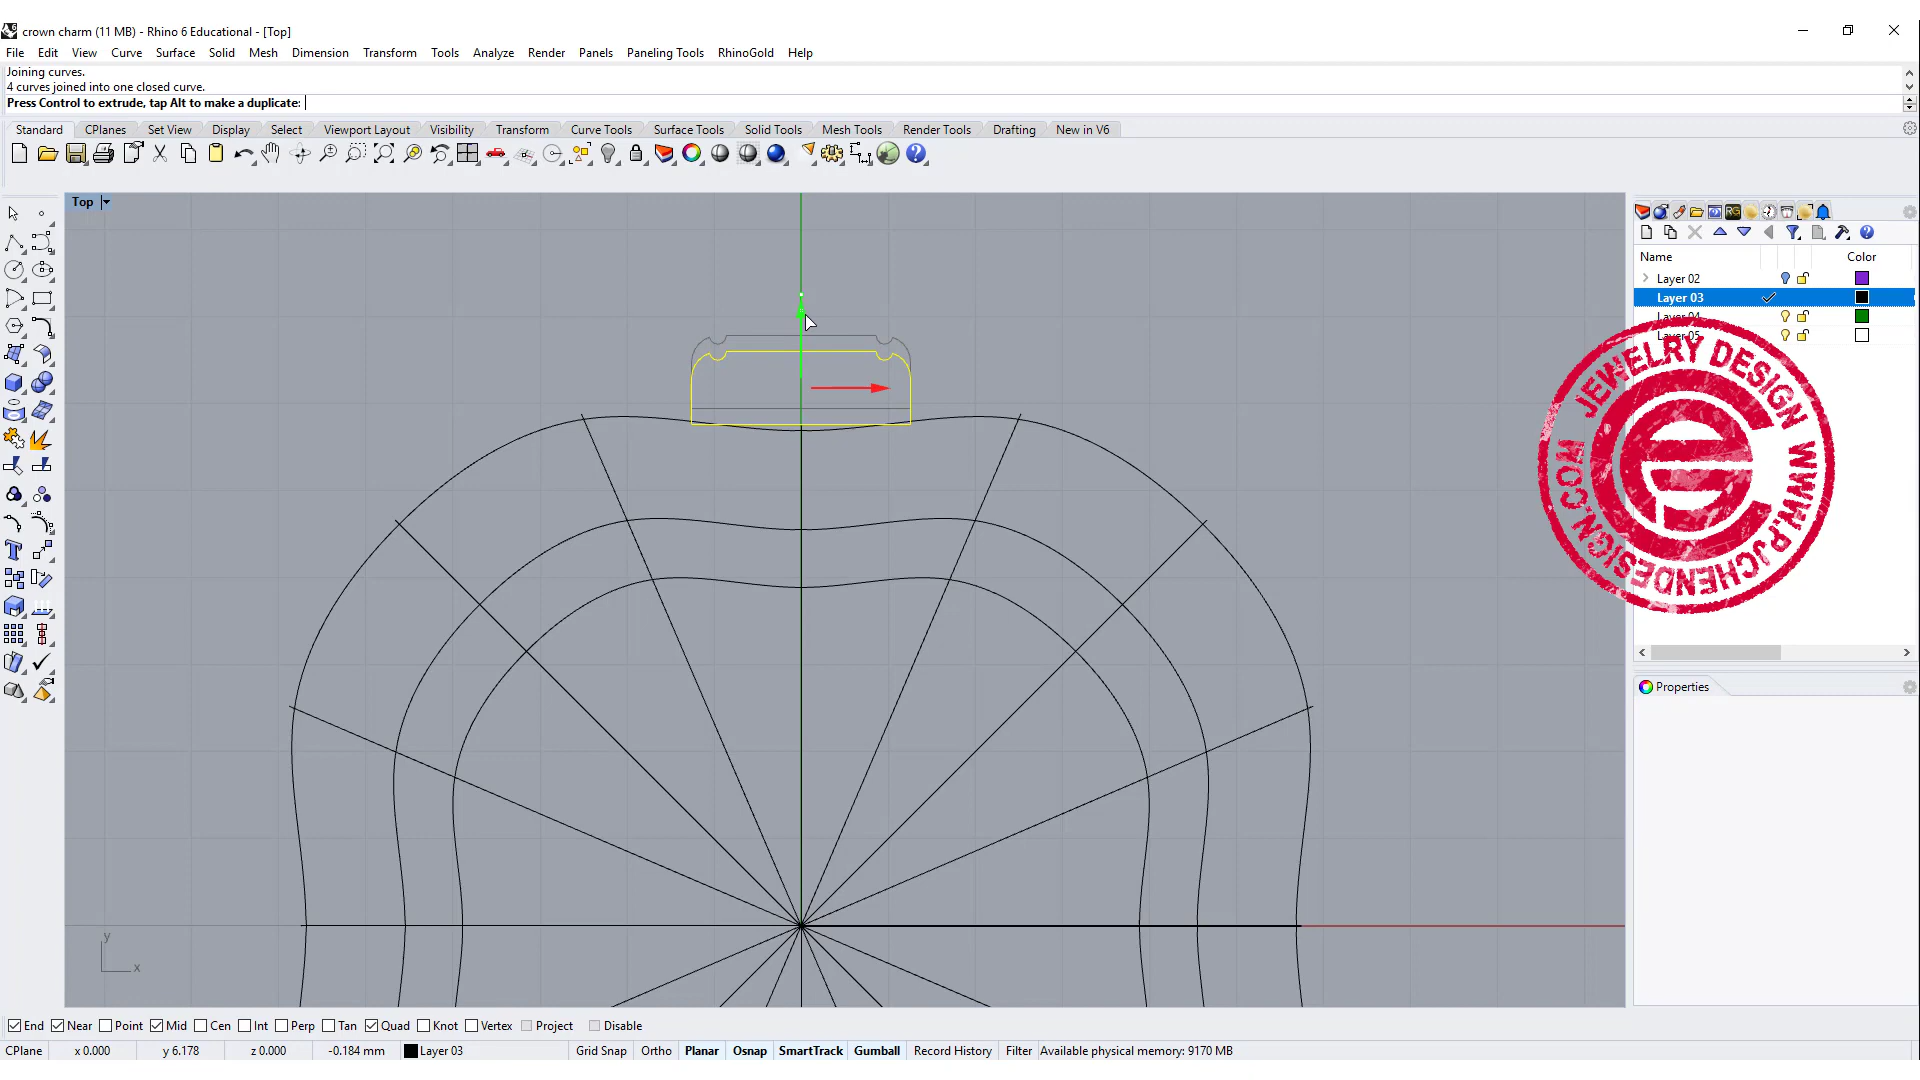 crown charm (11 MB) - Rhino 6 Educational - [Top]
File Edit View Curve Surface Solid Mesh Dimension Transform Tools Analyze Render Panels Paneling Tools RhinoGold Help
Joining curves.
4 curves joined into one closed curve.
Press Control to extrude, tap Alt to make a duplicate:
Standard CPlanes Set View Display Select Viewport Layout Visibility Transform Curve Tools Surface Tools Solid Tools Mesh Tools Render Tools Drafting New in V6
Top
Name Color
Layer 02
Layer 03
Layer 04
Layer 05
JEWELRY DESIGN WWW.PJCHENDESIGN.COM
Properties
y
x
End Near Point Mid Cen Int Perp Tan Quad Knot Vertex Project Disable
CPlane x 0.000 y 6.178 z 0.000 -0.184 mm Layer 03 Grid Snap Ortho Planar Osnap SmartTrack Gumball Record History Filter Available physical memory: 9170 MB